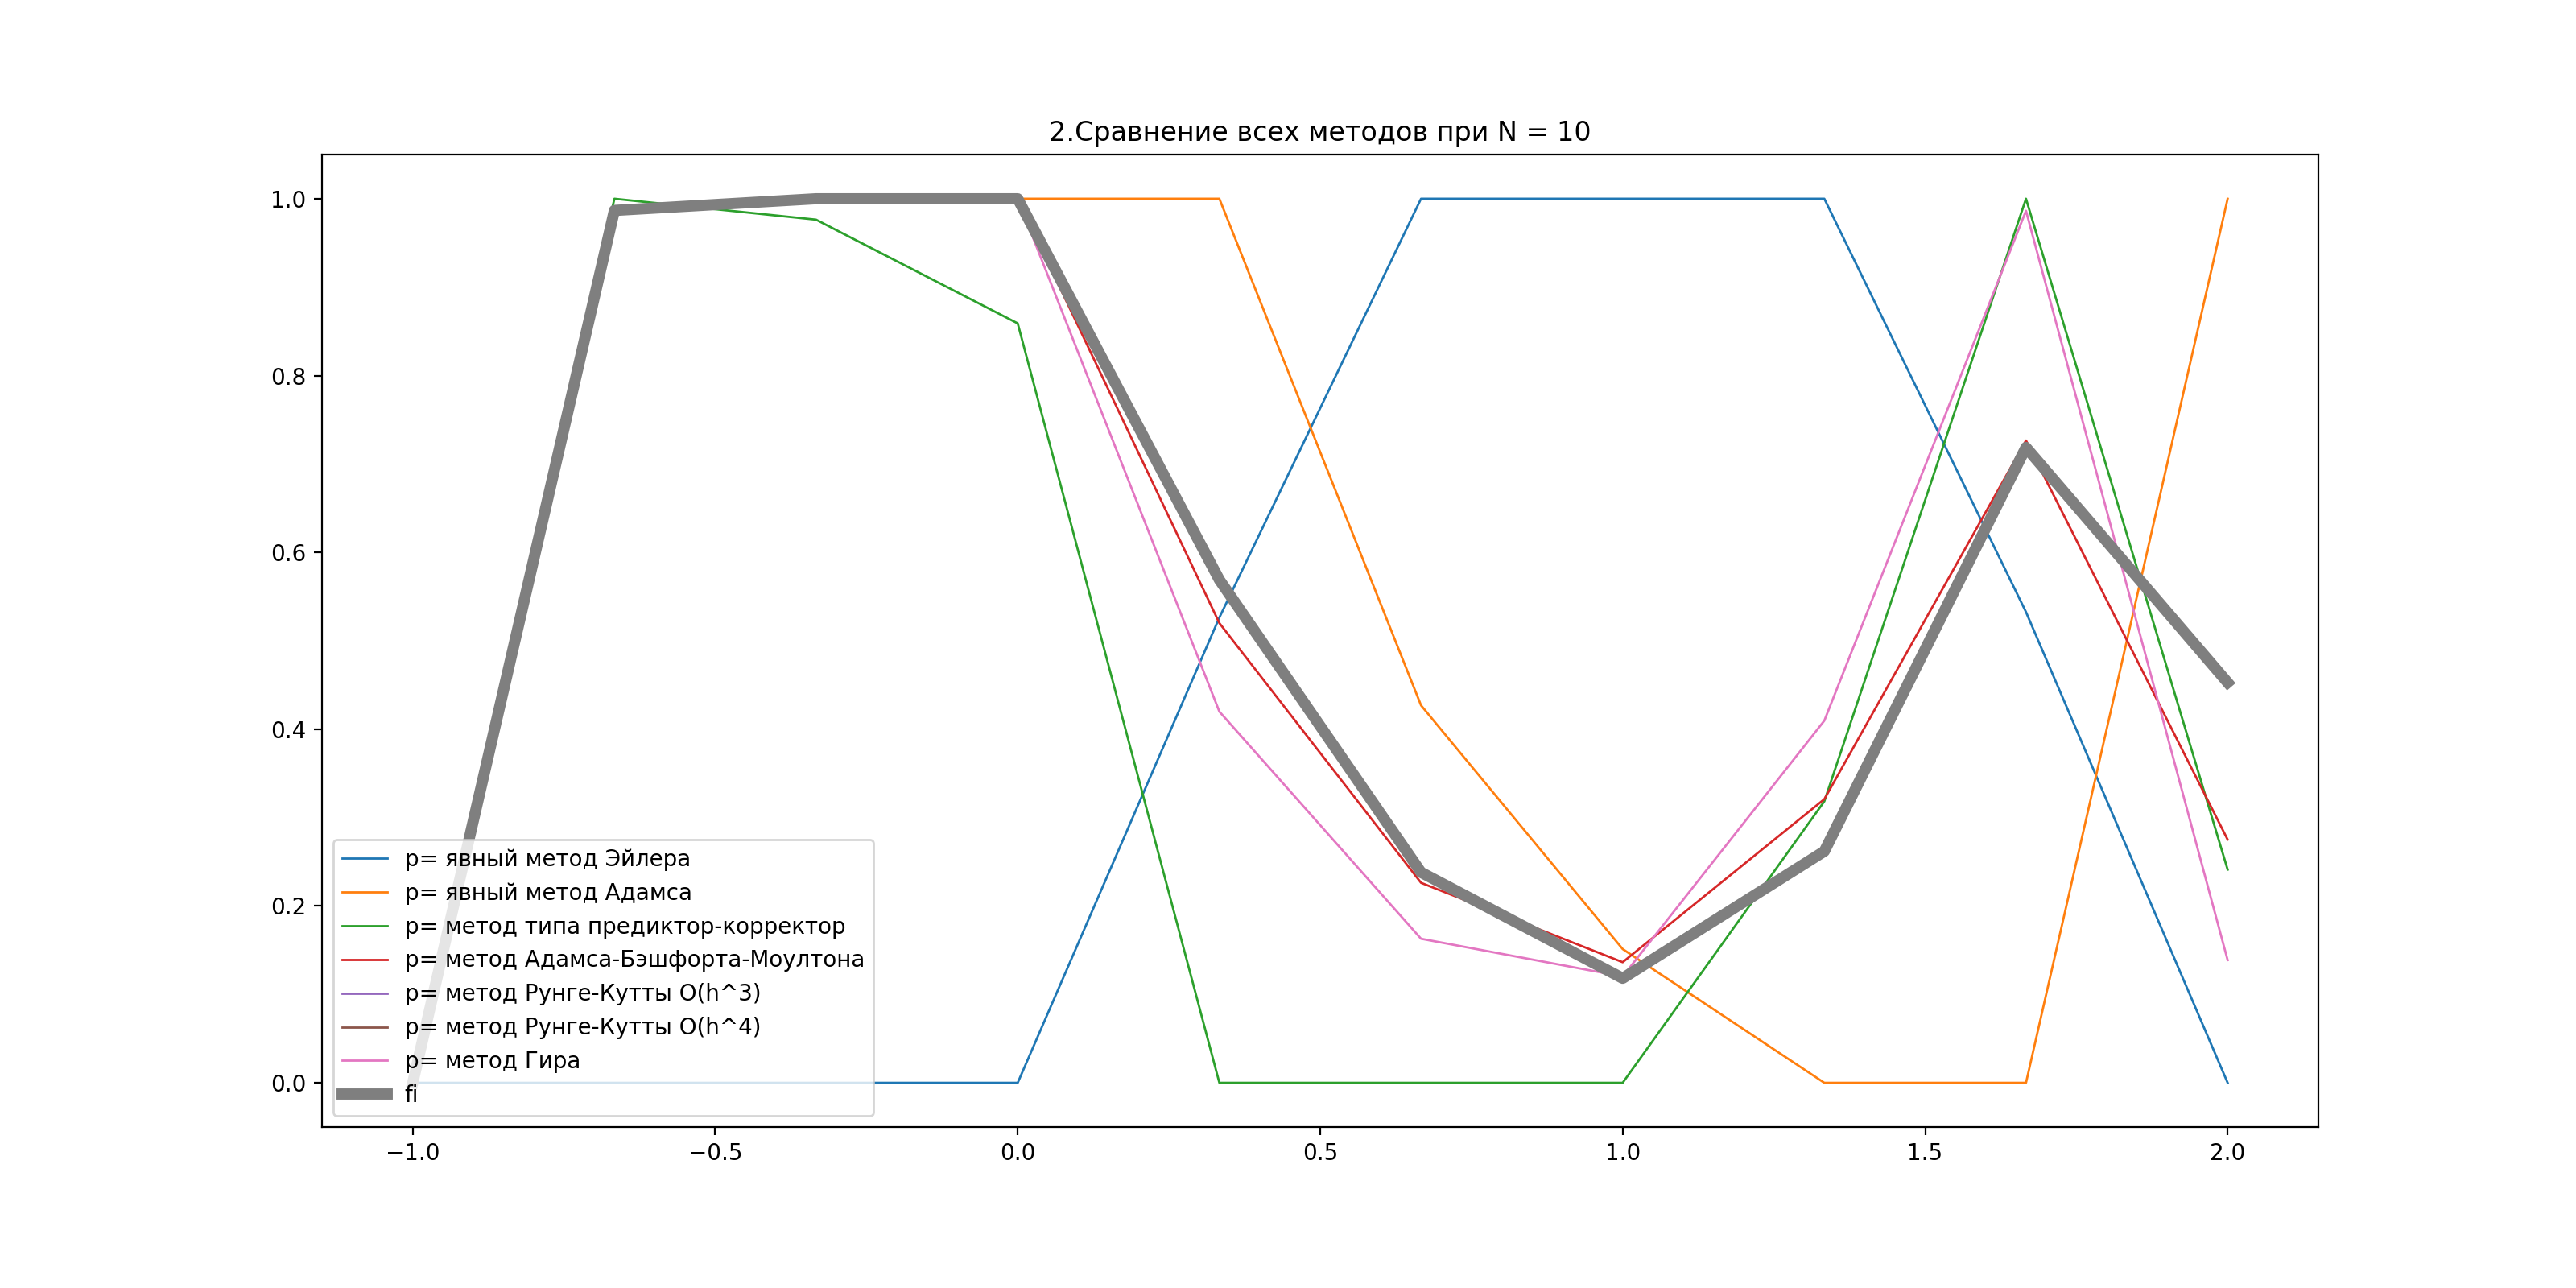 2.Сравнение всех методов при N = 10
1.0
0.8
0.6
0.4
0.2
0.0
p= явный метод Эйлера
p= явный метод Адамса
p= метод типа предиктор-корректор
p= метод Адамса-Бэшфорта-Моултона
p= метод Рунге-Кутты O(h^3)
p= метод Рунге-Кутты O(h^4)
p= метод Гира
fi
−1.0 −0.5 0.0 0.5 1.0 1.5 2.0